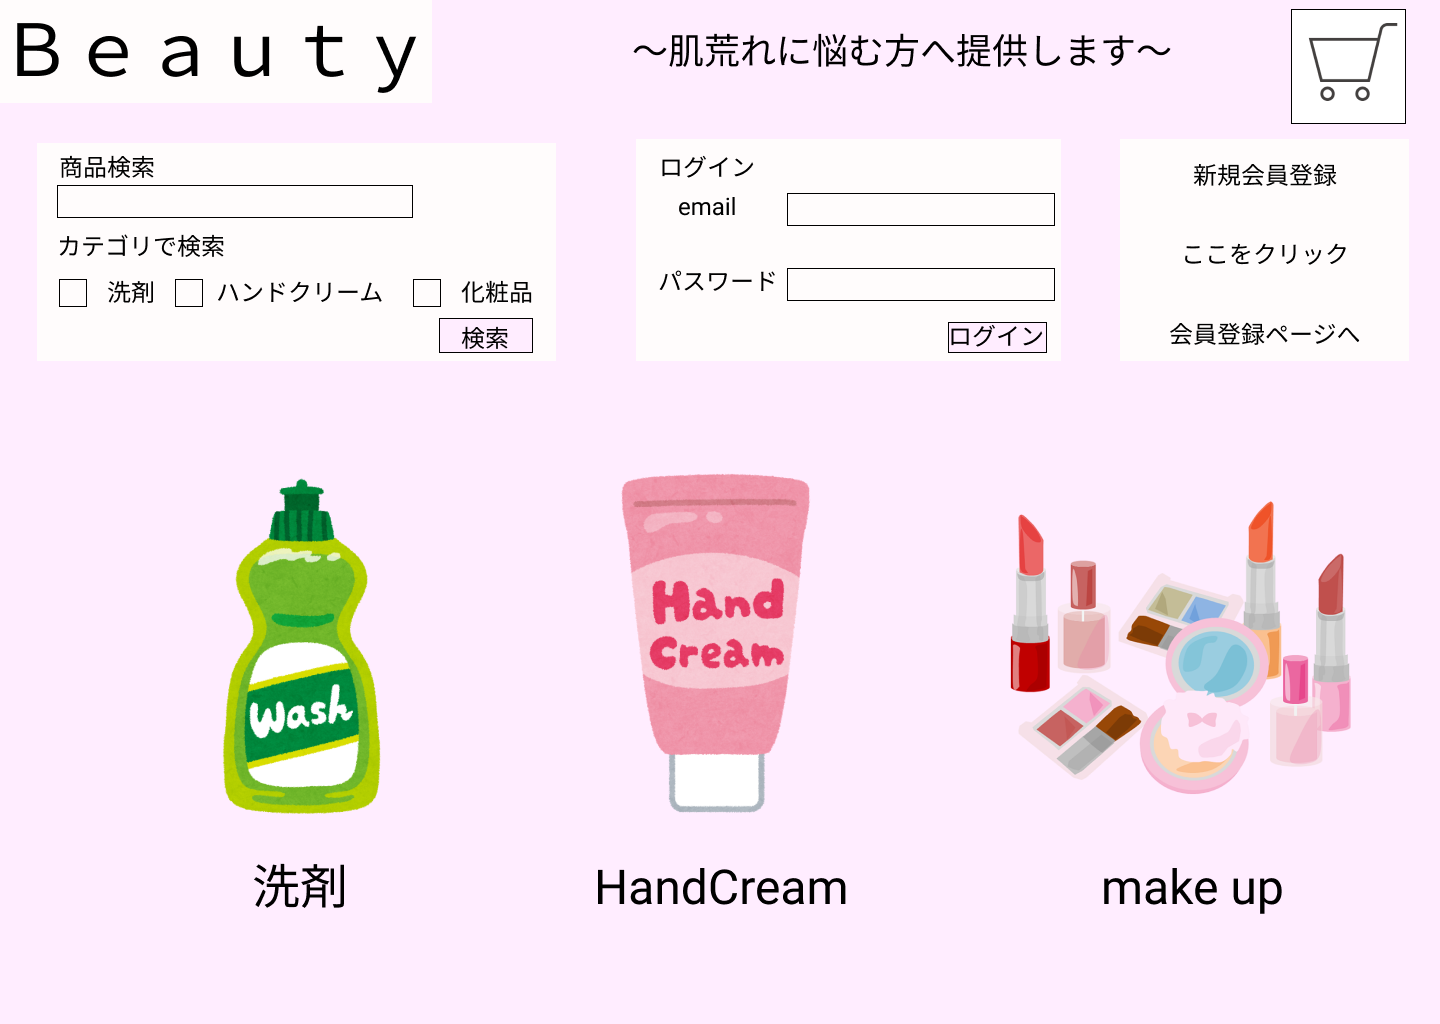 Ｂｅａｕｔｙ
～肌荒れに悩む方へ提供します～
商品検索
カテゴリで検索
洗剤 ハンドクリーム 化粧品
検索
ログイン
email
パスワード
ログイン
新規会員登録
ここをクリック
会員登録ページへ
Wash
Hand
Cream
洗剤
HandCream
make up